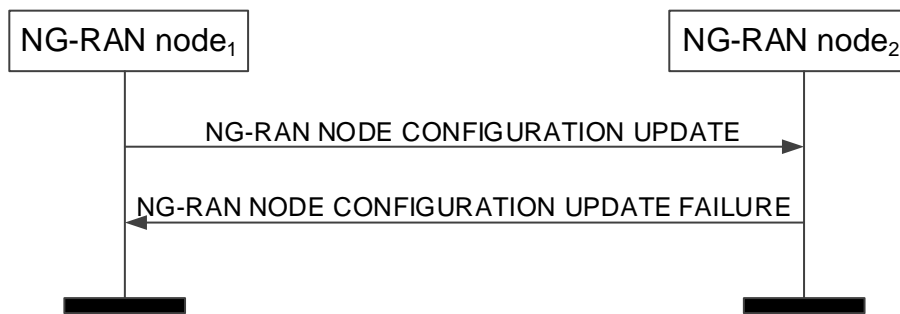 NG-RAN node₁
NG-RAN node₂
NG-RAN NODE CONFIGURATION UPDATE
NG-RAN NODE CONFIGURATION UPDATE FAILURE